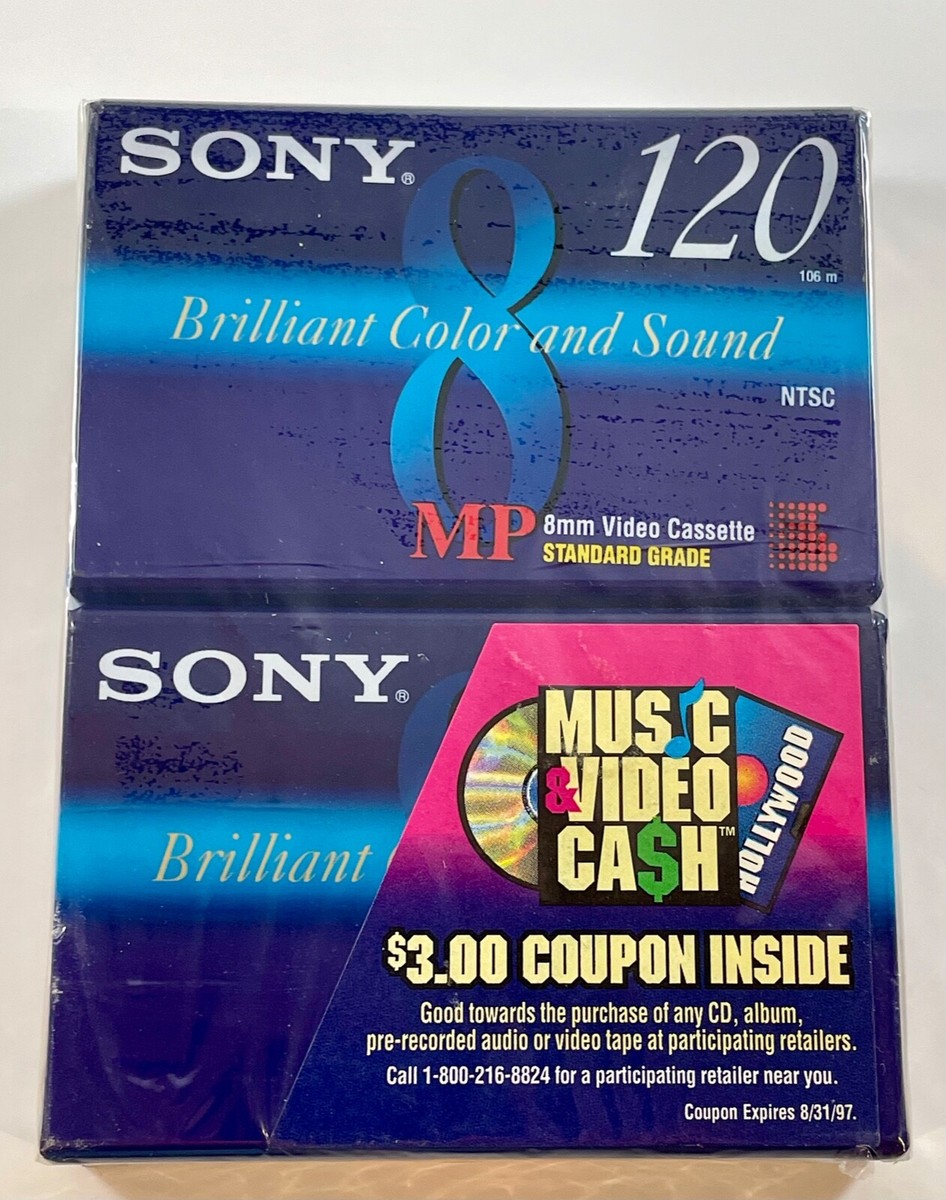 SONY®
8
120
106 m
Brilliant Color and Sound
NTSC
MP 8mm Video Cassette
STANDARD GRADE
SONY®
Brilliant
MUSIC
& VIDEO
CA$H™
HOLLYWOOD
$3.00 COUPON INSIDE
Good towards the purchase of any CD, album,
pre-recorded audio or video tape at participating retailers.
Call 1-800-216-8824 for a participating retailer near you.
Coupon Expires 8/31/97.